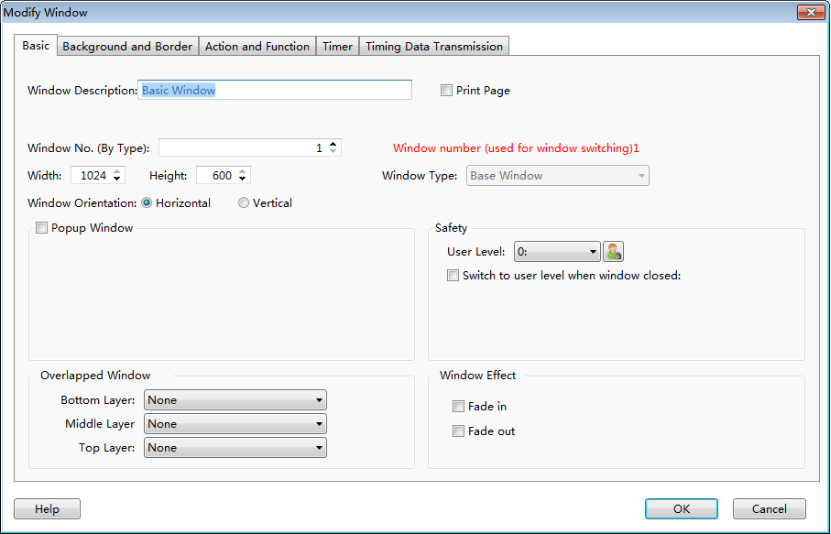 Modify Window
Basic Background and Border Action and Function Timer Timing Data Transmission
Window Description: Basic Window Print Page
Window No. (By Type): 1 Window number (used for window switching)1
Width: 1024 Height: 600 Window Type: Base Window
Window Orientation: Horizontal Vertical
Popup Window Safety
User Level: 0:
Switch to user level when window closed:
Overlapped Window Window Effect
Bottom Layer: None
Fade in
Middle Layer None
Fade out
Top Layer: None
Help OK Cancel